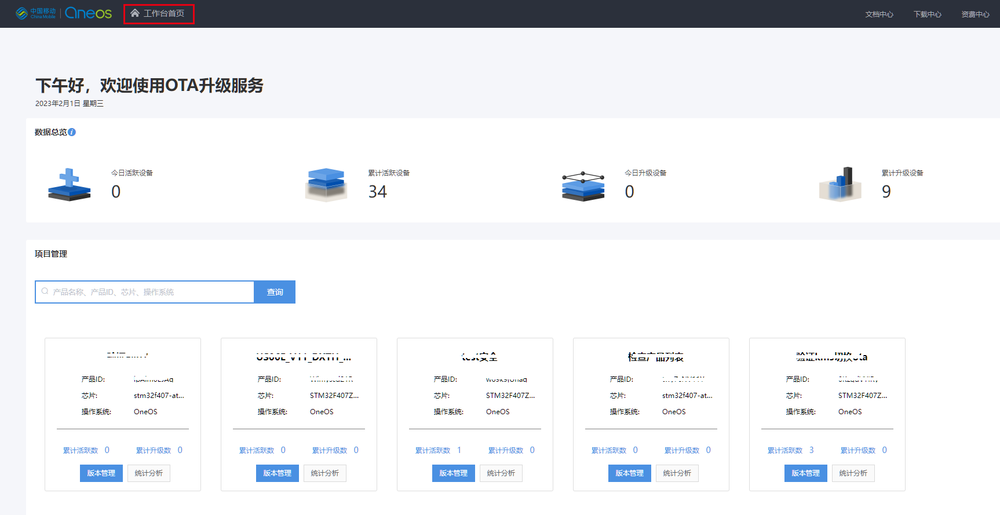 中国移动
China Mobile
OneOS
工作台首页
文档中心
下载中心
资费中心
下午好，欢迎使用OTA升级服务
2023年2月1日 星期三
数据总览
今日活跃设备
0
累计活跃设备
34
今日升级设备
0
累计升级设备
9
项目管理
产品名称、产品ID、芯片、操作系统
查询
产品ID:
芯片: stm32f407-at...
操作系统: OneOS
累计活跃数 0 累计升级数 0
版本管理 统计分析
产品ID:
芯片: STM32F407Z...
操作系统: OneOS
累计活跃数 0 累计升级数 0
版本管理 统计分析
test安全
产品ID:
芯片: STM32F407Z...
操作系统: OneOS
累计活跃数 1 累计升级数 0
版本管理 统计分析
检查产品列表
产品ID:
芯片: stm32f407-at...
操作系统: OneOS
累计活跃数 0 累计升级数 0
版本管理 统计分析
验证kms切换ota
产品ID:
芯片: STM32F407Z...
操作系统: OneOS
累计活跃数 3 累计升级数 0
版本管理 统计分析